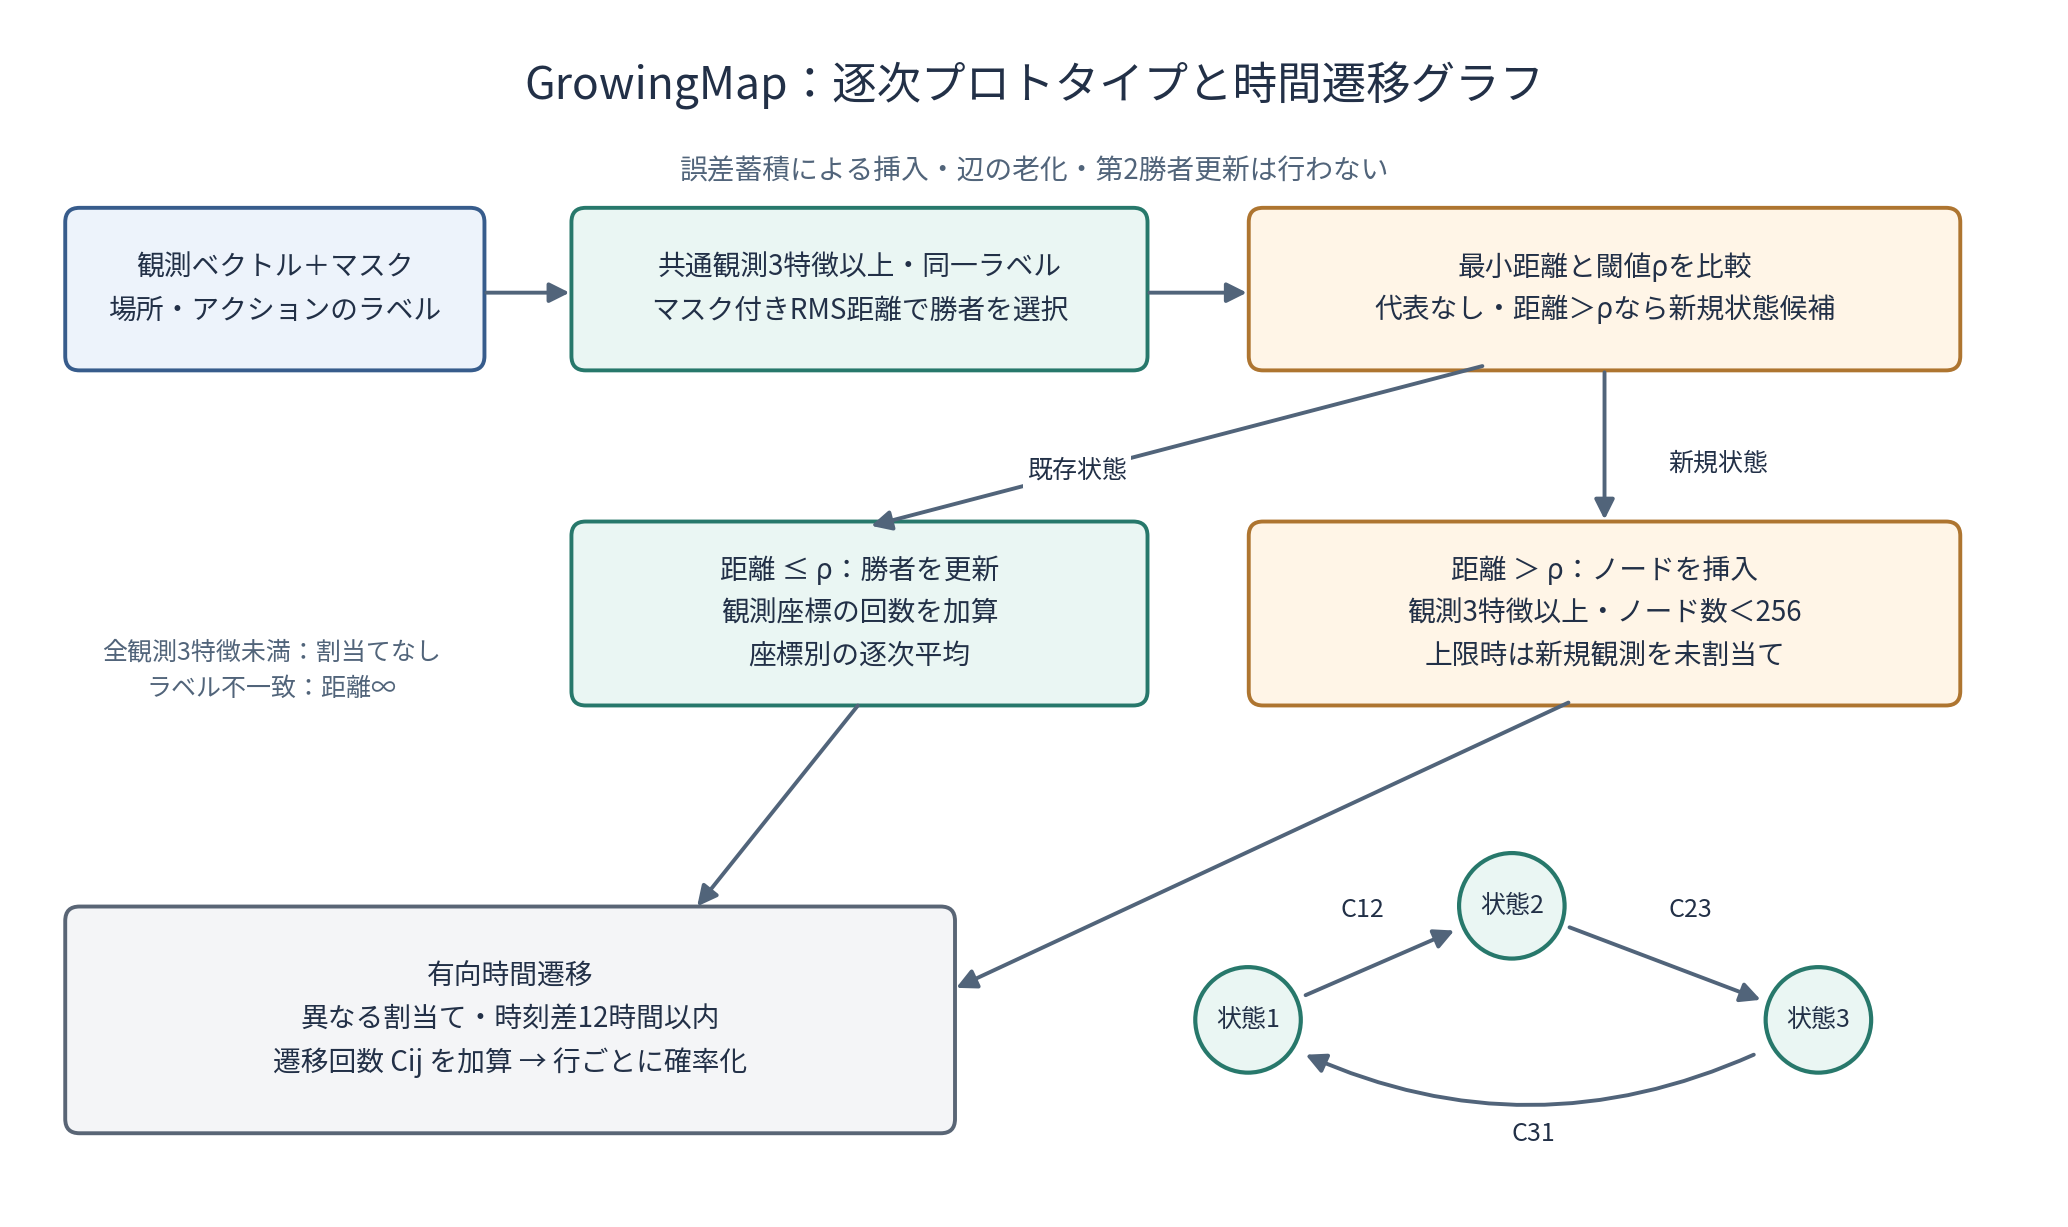 GrowingMap：逐次プロトタイプと時間遷移グラフ
誤差蓄積による挿入・辺の老化・第2勝者更新は行わない
観測ベクトル＋マスク
場所・アクションのラベル
共通観測3特徴以上・同一ラベル
マスク付きRMS距離で勝者を選択
最小距離と閾値ρを比較
代表なし・距離＞ρなら新規状態候補
既存状態
新規状態
距離 ≤ ρ：勝者を更新
観測座標の回数を加算
座標別の逐次平均
距離 ＞ ρ：ノードを挿入
観測3特徴以上・ノード数＜256
上限時は新規観測を未割当て
全観測3特徴未満：割当てなし
ラベル不一致：距離∞
有向時間遷移
異なる割当て・時刻差12時間以内
遷移回数 Cij を加算 → 行ごとに確率化
C12
状態2
C23
状態1
状態3
C31